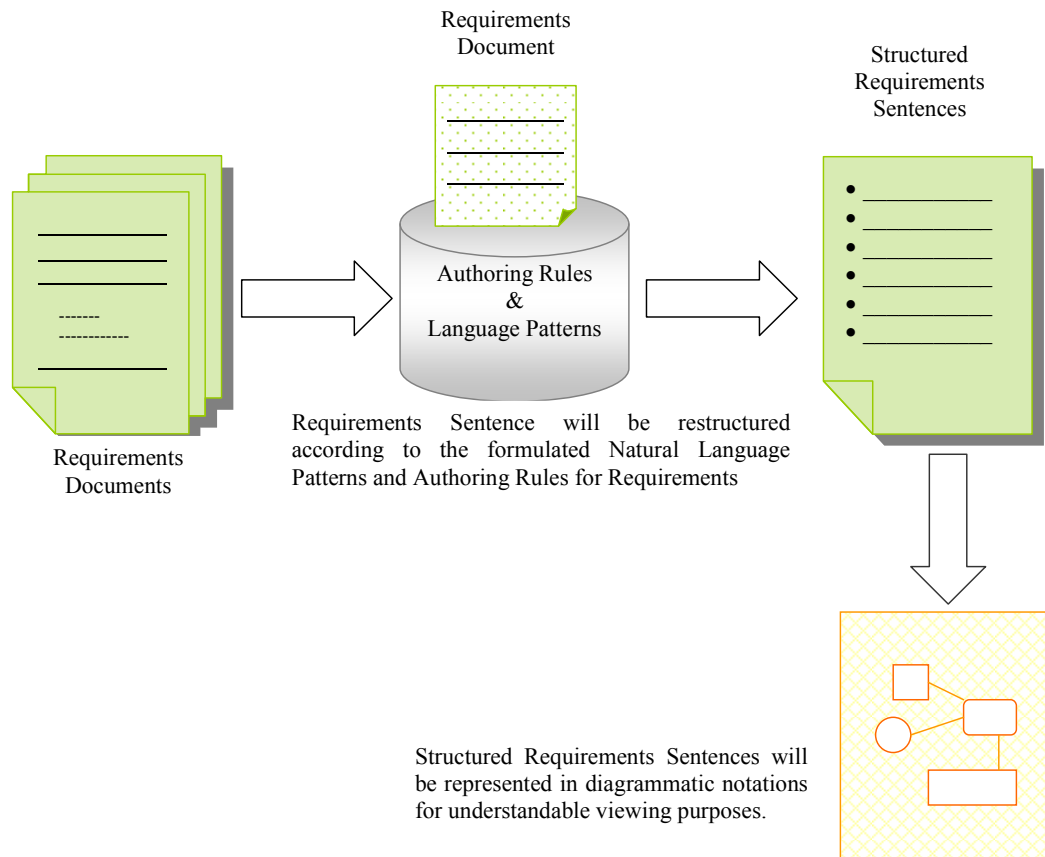 Requirements
Document
Structured
Requirements
Sentences
Authoring Rules
&
Language Patterns
Requirements
Documents
Requirements Sentence will be restructured
according to the formulated Natural Language
Patterns and Authoring Rules for Requirements
Structured Requirements Sentences will
be represented in diagrammatic notations
for understandable viewing purposes.